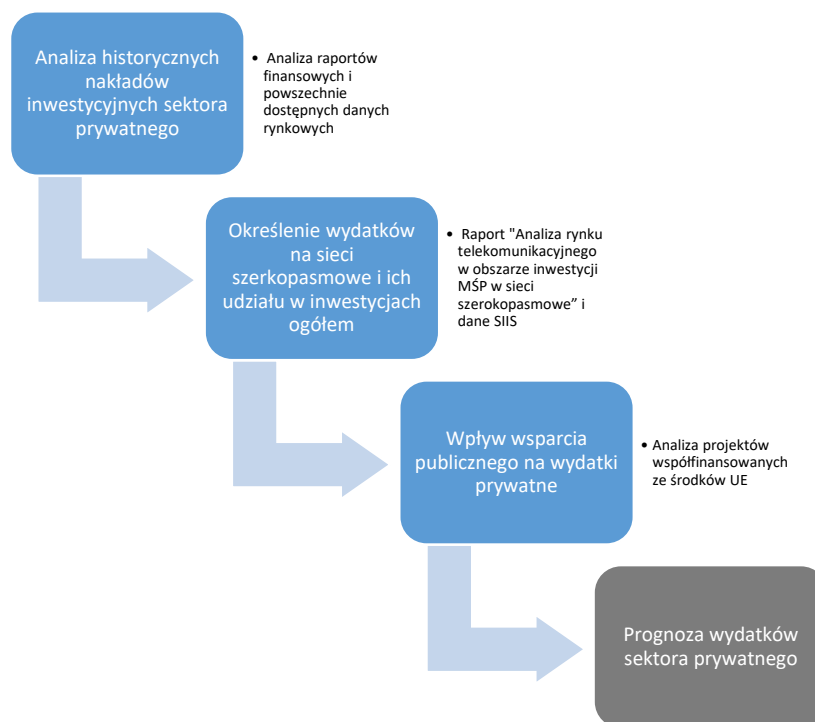 Analiza historycznych
nakładów
inwestycyjnych sektora
prywatnego
• Analiza raportów
finansowych i
powszechnie
dostępnych danych
rynkowych
Określenie wydatków
na sieci
szerkopasmowe i ich
udziału w inwestycjach
ogółem
• Raport "Analiza rynku
telekomunikacyjnego
w obszarze inwestycji
MŚP w sieci
szerokopasmowe” i
dane SIIS
Wpływ wsparcia
publicznego na wydatki
prywatne
• Analiza projektów
współfinansowanych
ze środków UE
Prognoza wydatków
sektora prywatnego